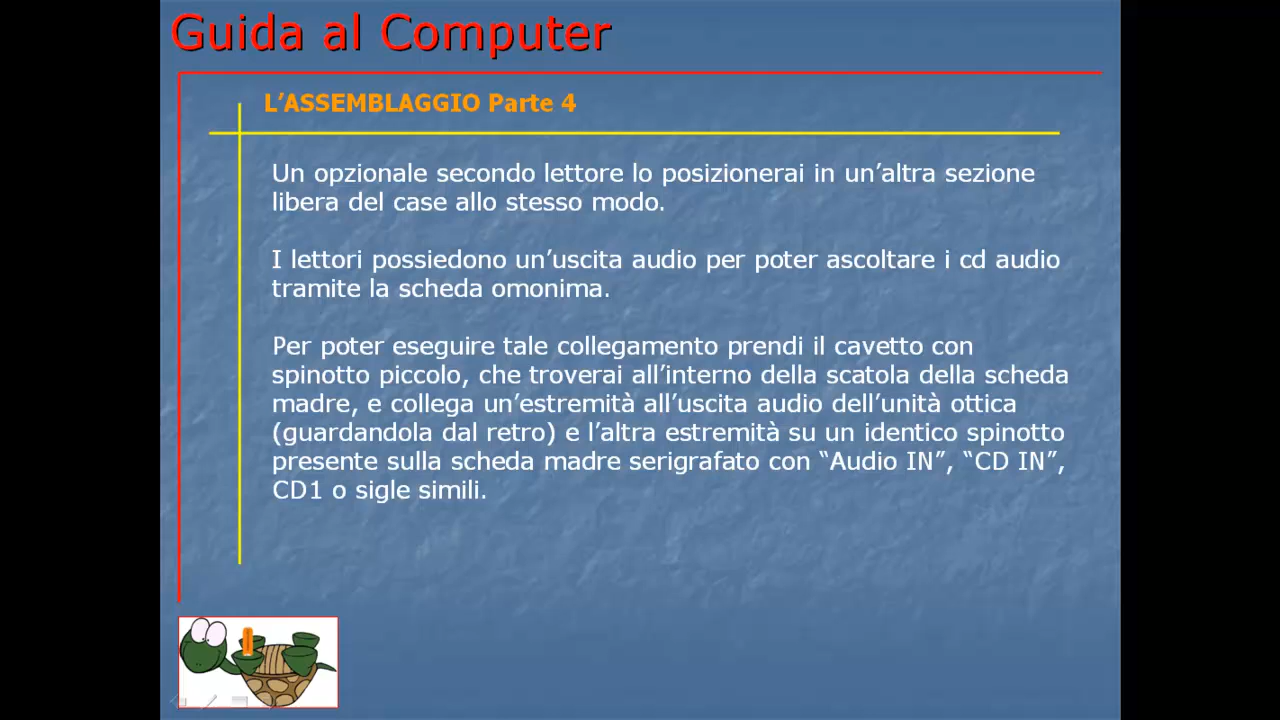 Guida al Computer
L’ASSEMBLAGGIO Parte 4
Un opzionale secondo lettore lo posizionerai in un’altra sezione
libera del case allo stesso modo.
I lettori possiedono un’uscita audio per poter ascoltare i cd audio
tramite la scheda omonima.
Per poter eseguire tale collegamento prendi il cavetto con
spinotto piccolo, che troverai all’interno della scatola della scheda
madre, e collega un’estremità all’uscita audio dell’unità ottica
(guardandola dal retro) e l’altra estremità su un identico spinotto
presente sulla scheda madre serigrafato con “Audio IN”, “CD IN”,
CD1 o sigle simili.